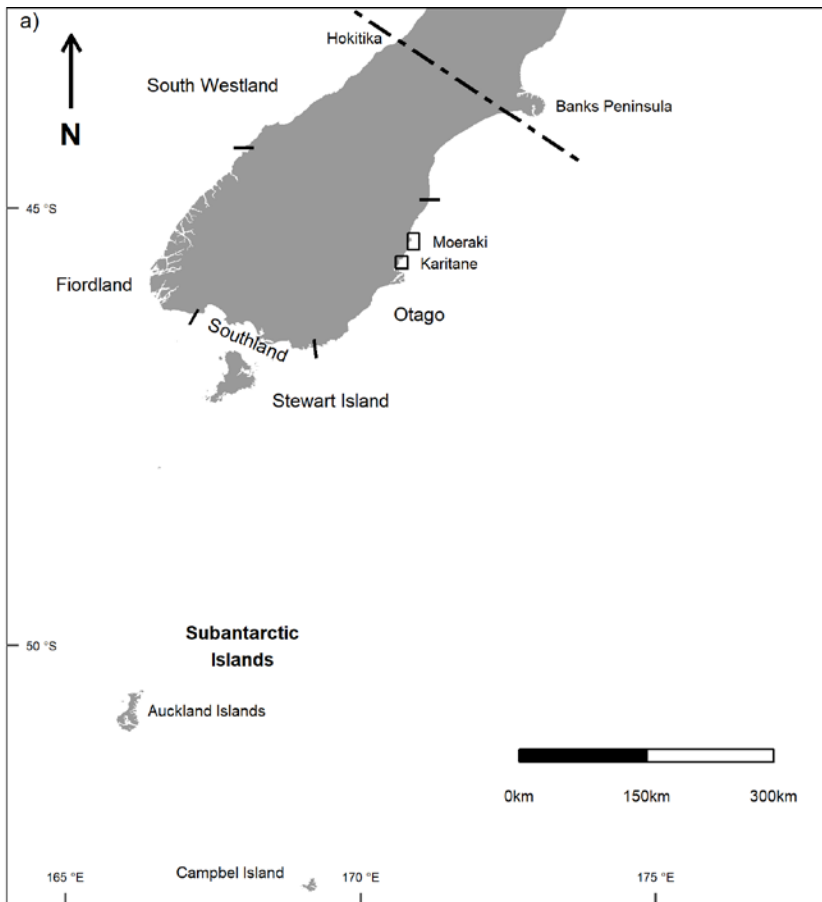 a)
Hokitika
South Westland
Banks Peninsula
N
45 °S
Moeraki
Karitane
Fiordland
Otago
Southland
Stewart Island
50 °S
Subantarctic
Islands
Auckland Islands
0km 150km 300km
Campbel Island
165 °E 170 °E 175 °E